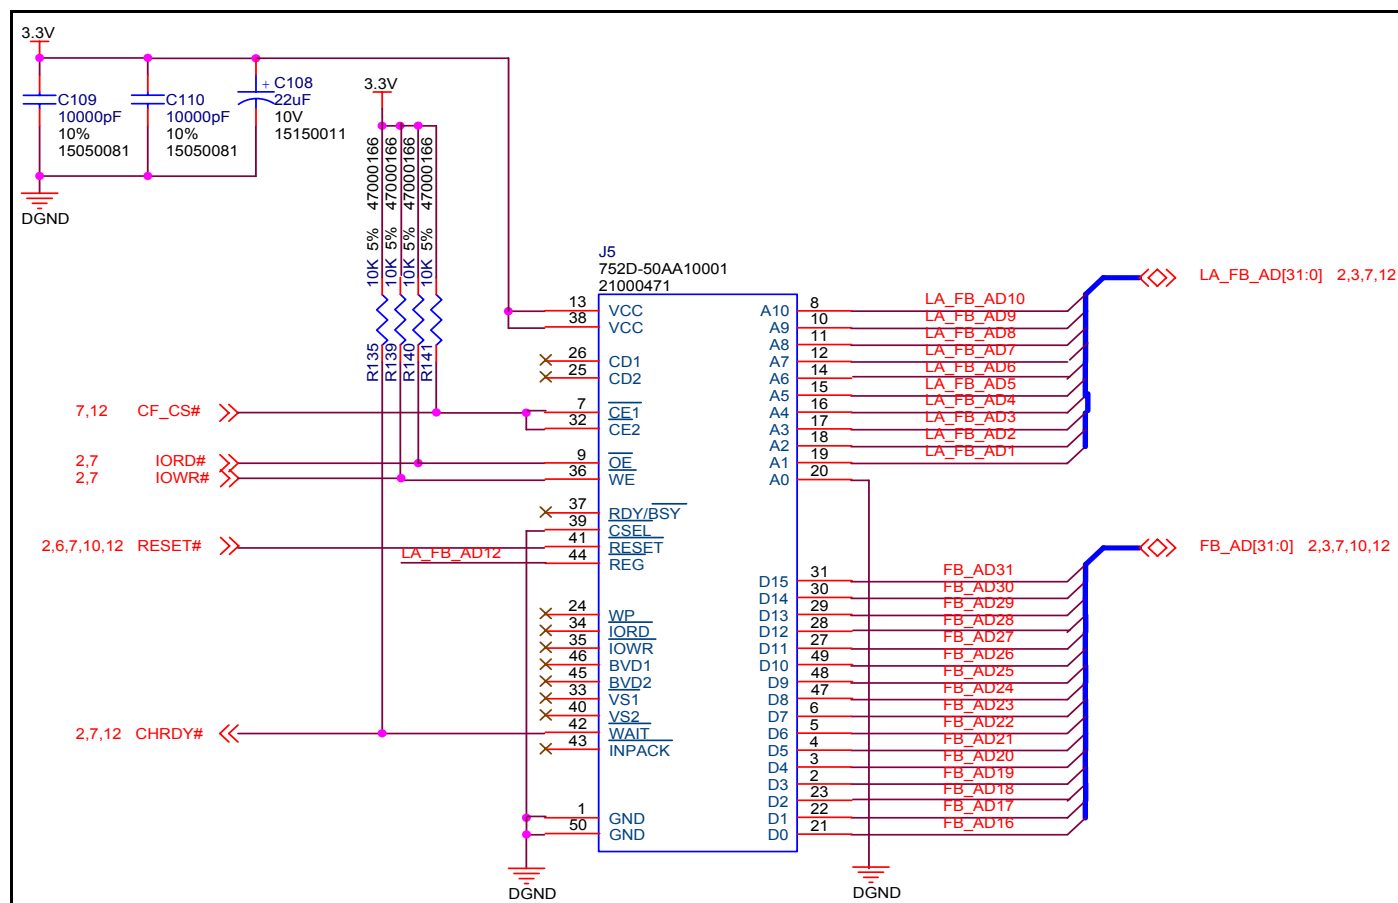 3.3V
C109
10000pF
10%
15050081
C110
10000pF
10%
15050081
+ C108
22uF
10V
15150011
DGND
3.3V
10K 5% 47000166
10K 5% 47000166
10K 5% 47000166
10K 5% 47000166
R135
R139
R140
R141
J5
752D-50AA10001
21000471
13 VCC
38 VCC
26 CD1
25 CD2
7,12 CF_CS#
7 CE1
32 CE2
2,7 IORD#
9 OE
2,7 IOWR#
36 WE
37 RDY/BSY
39 CSEL
2,6,7,10,12 RESET#
41 RESET
LA_FB_AD12
44 REG
24 WP
34 IORD
35 IOWR
46 BVD1
45 BVD2
33 VS1
40 VS2
2,7,12 CHRDY#
42 WAIT
43 INPACK
1 GND
50 GND
DGND
A10 8 LA_FB_AD10
A9 10 LA_FB_AD9
A8 11 LA_FB_AD8
A7 12 LA_FB_AD7
A6 14 LA_FB_AD6
A5 15 LA_FB_AD5
A4 16 LA_FB_AD4
A3 17 LA_FB_AD3
A2 18 LA_FB_AD2
A1 19 LA_FB_AD1
A0 20
LA_FB_AD[31:0] 2,3,7,12
D15 31 FB_AD31
D14 30 FB_AD30
D13 29 FB_AD29
D12 28 FB_AD28
D11 27 FB_AD27
D10 49 FB_AD26
D9 48 FB_AD25
D8 47 FB_AD24
D7 6 FB_AD23
D6 5 FB_AD22
D5 4 FB_AD21
D4 3 FB_AD20
D3 2 FB_AD19
D2 23 FB_AD18
D1 22 FB_AD17
D0 21 FB_AD16
FB_AD[31:0] 2,3,7,10,12
DGND